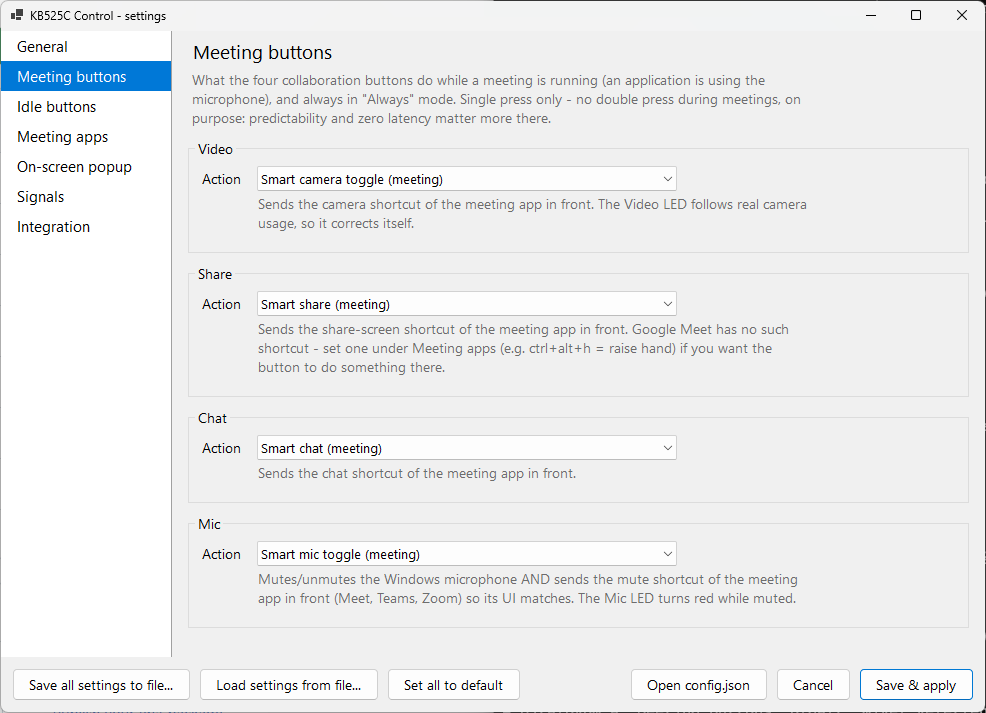 KB525C Control - settings
General
Meeting buttons
Idle buttons
Meeting apps
On-screen popup
Signals
Integration
Meeting buttons
What the four collaboration buttons do while a meeting is running (an application is using the
microphone), and always in "Always" mode. Single press only - no double press during meetings, on
purpose: predictability and zero latency matter more there.
Video
Action
Smart camera toggle (meeting)
Sends the camera shortcut of the meeting app in front. The Video LED follows real camera
usage, so it corrects itself.
Share
Action
Smart share (meeting)
Sends the share-screen shortcut of the meeting app in front. Google Meet has no such
shortcut - set one under Meeting apps (e.g. ctrl+alt+h = raise hand) if you want the
button to do something there.
Chat
Action
Smart chat (meeting)
Sends the chat shortcut of the meeting app in front.
Mic
Action
Smart mic toggle (meeting)
Mutes/unmutes the Windows microphone AND sends the mute shortcut of the meeting
app in front (Meet, Teams, Zoom) so its UI matches. The Mic LED turns red while muted.
Save all settings to file...
Load settings from file...
Set all to default
Open config.json
Cancel
Save & apply